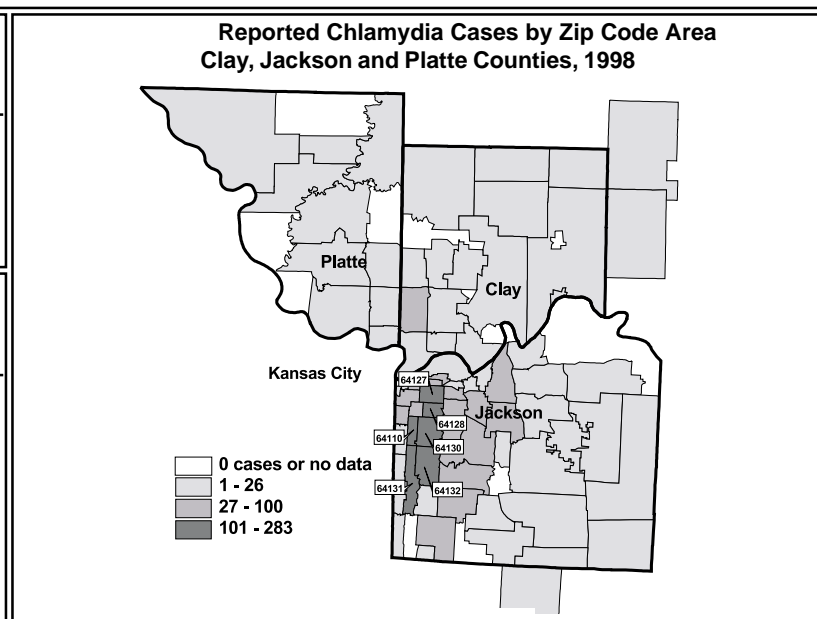 Reported Chlamydia Cases by Zip Code Area
Clay, Jackson and Platte Counties, 1998
Platte
Clay
Kansas City
64127
Jackson
64128
64110
64130
64131
64132
0 cases or no data
1 - 26
27 - 100
101 - 283